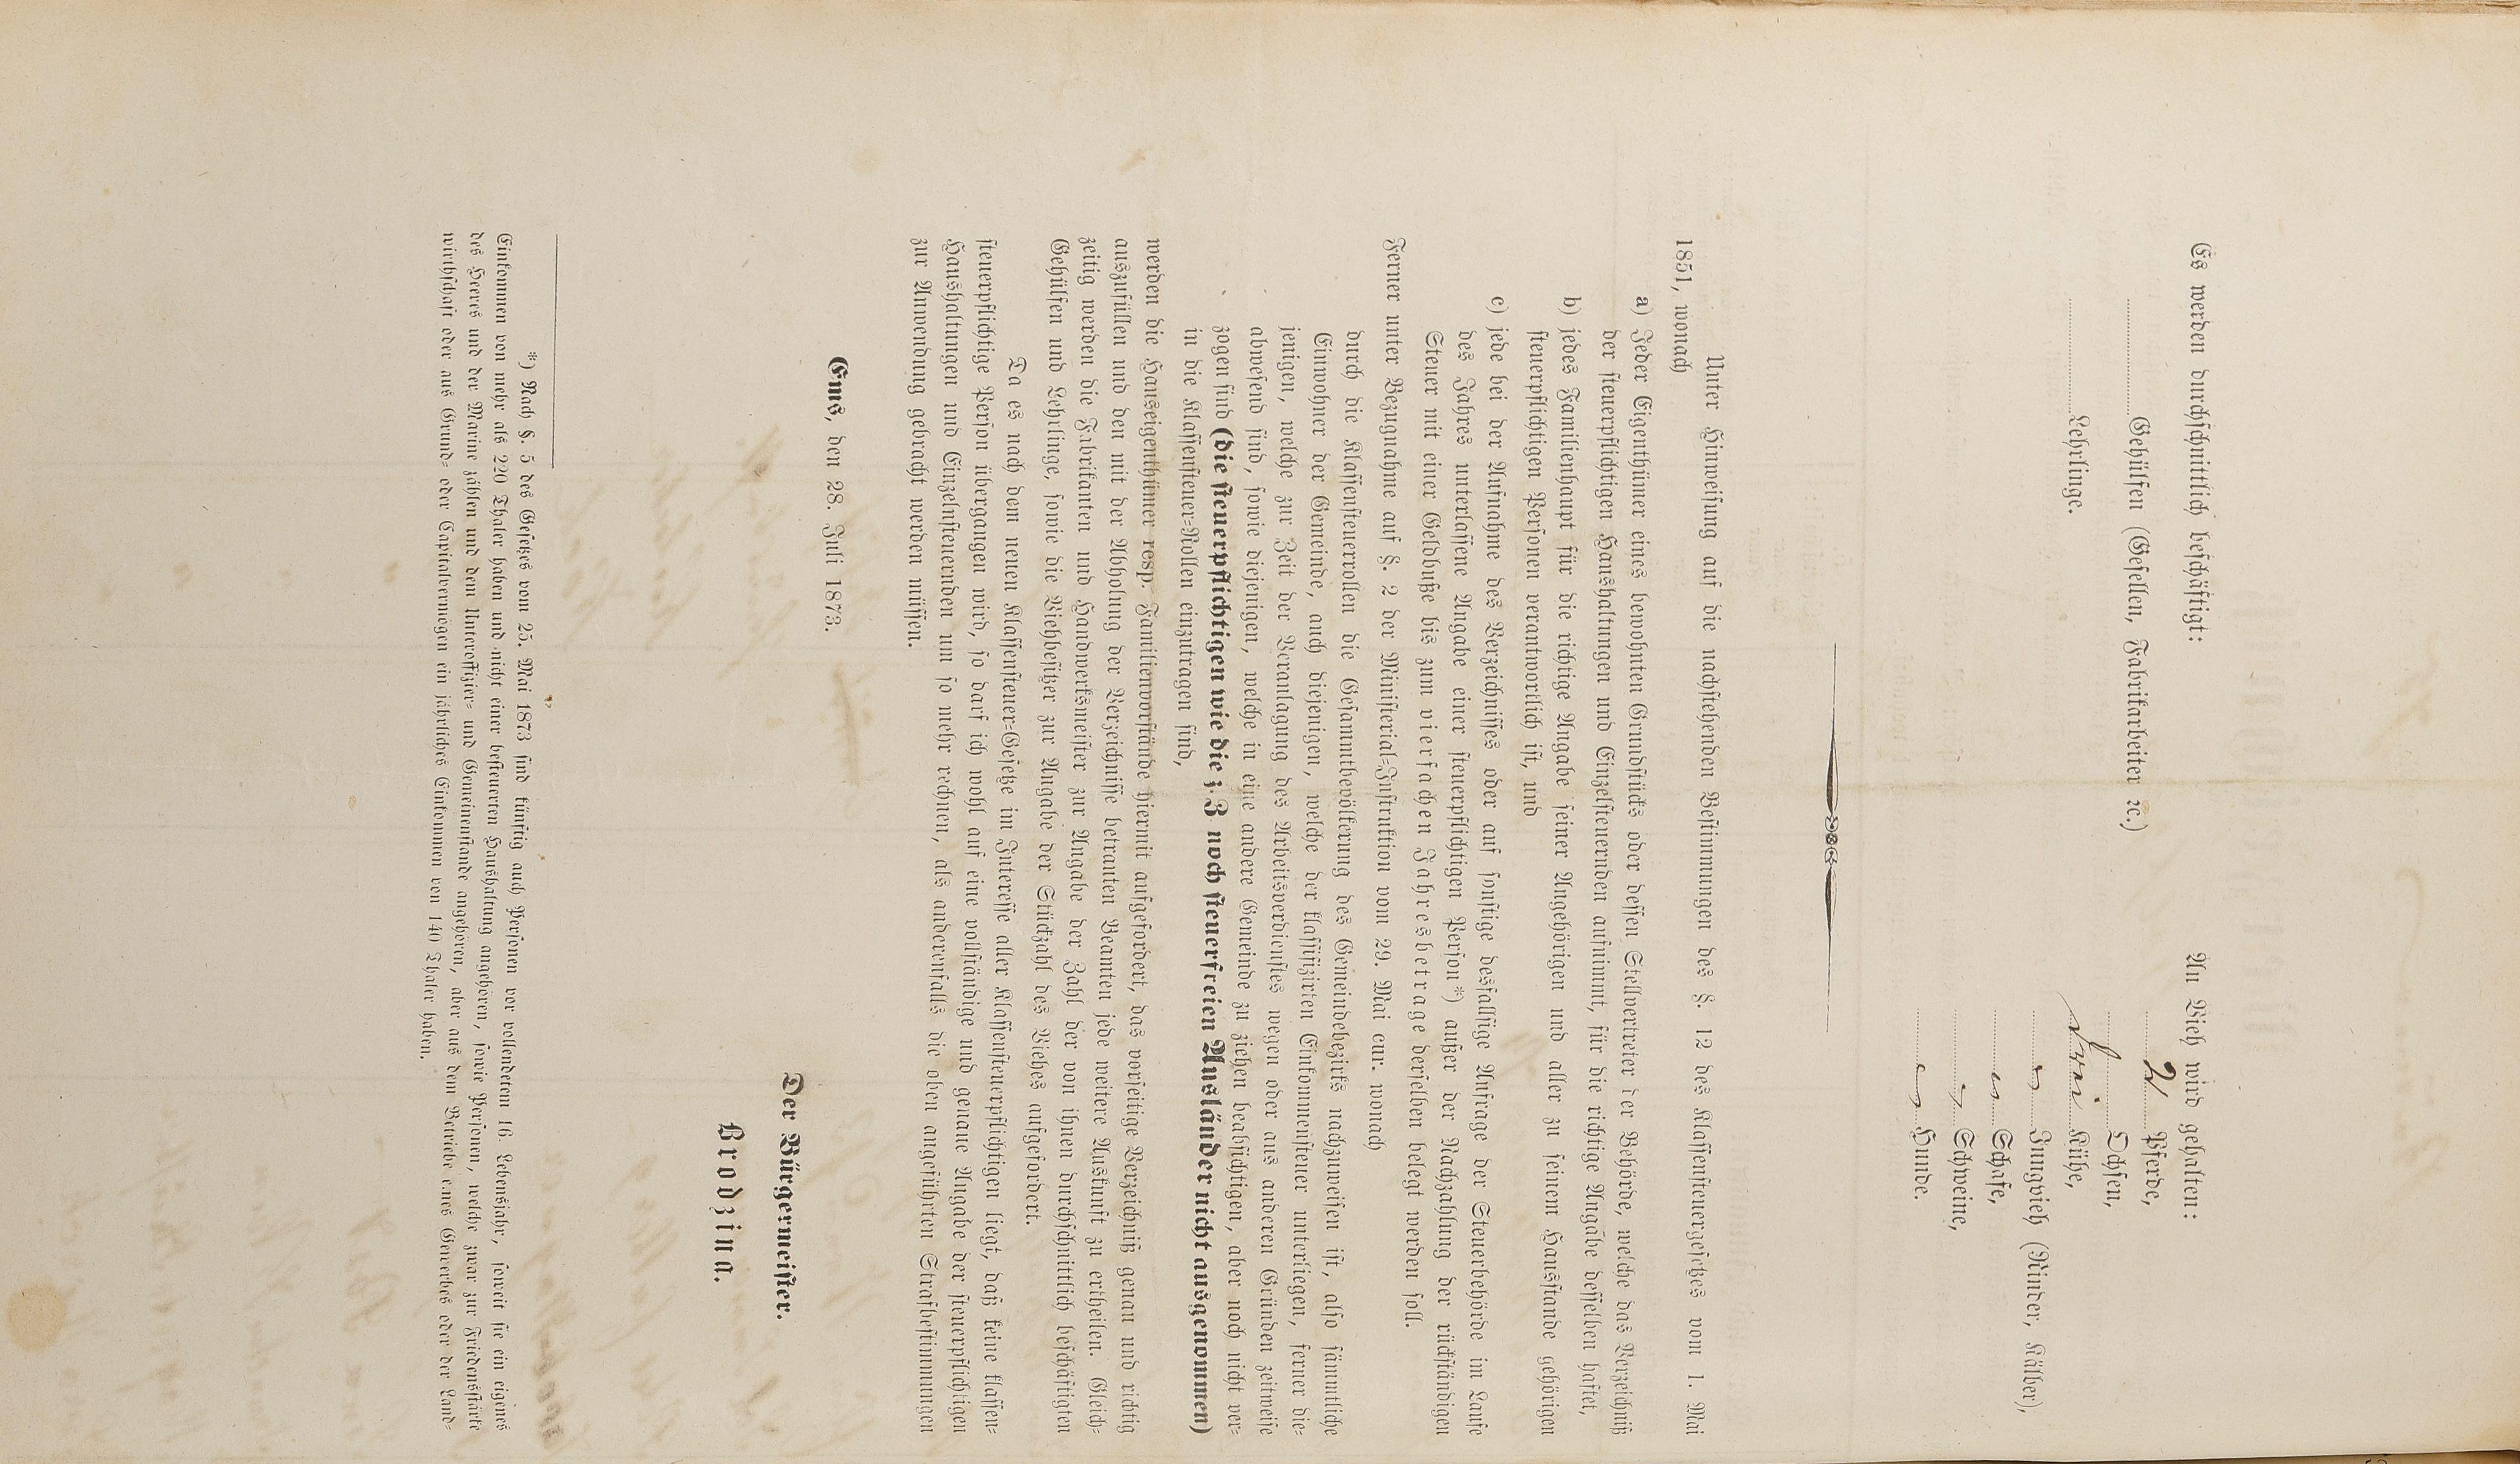 Es werden durchschnittlich beschäftigt:
Gehülfen (Gesellen, Fabrikarbeiter ꝛc.)
Lehrlinge.
An Vieh wird gehalten:
2 Pferde,
Ochsen,
zwei Kühe,
Jungvieh (Rinder, Kälber),
Schafe,
Schweine,
Hunde.
Unter Hinweisung auf die nachstehenden Bestimmungen des §. 12 des Klassensteuergesetzes vom 1. Mai
1851, wonach
a) Jeder Eigenthümer eines bewohnten Grundstücks oder dessen Stellvertreter der Behörde, welche das Verzeichniß
der steuerpflichtigen Haushaltungen und Einzelsteuernden aufnimmt, für die richtige Angabe desselben haftet,
b) jedes Familienhaupt für die richtige Angabe seiner Angehörigen und aller zu seinem Hausstande gehörigen
steuerpflichtigen Personen verantwortlich ist, und
c) jede bei der Aufnahme des Verzeichnisses oder auf sonstige desfallsige Anfrage der Steuerbehörde im Laufe
des Jahres unterlassene Angabe einer steuerpflichtigen Person*) außer der Nachzahlung der rückständigen
Steuer mit einer Geldbuße bis zum vierfachen Jahresbetrage derselben belegt werden soll.
Ferner unter Bezugnahme auf §. 2 der Ministerial=Instruktion vom 29. Mai cur. wonach
durch die Klassensteuerrollen die Gesammtbevölkerung des Gemeindebezirks nachzuweisen ist, also sämmtliche
Einwohner der Gemeinde, auch diejenigen, welche der klassifizirten Einkommensteuer unterliegen, ferner die=
jenigen, welche zur Zeit der Veranlagung des Arbeitsverdienstes wegen oder aus anderen Gründen zeitweise
abwesend sind, sowie diejenigen, welche in eine andere Gemeinde zu ziehen beabsichtigen, aber noch nicht ver=
zogen sind (die steuerpflichtigen wie die z. Z noch steuerfreien Ausländer nicht ausgenommen)
in die Klassensteuer=Rollen einzutragen sind,
werden die Hauseigenthümer resp. Familienvorstände hiermit aufgefordert, das vorseitige Verzeichniß genau und richtig
auszufüllen und den mit der Abholung der Verzeichnisse betrauten Beamten jede weitere Auskunft zu ertheilen. Gleich=
zeitig werden die Fabrikanten und Handwerksmeister zur Angabe der Zahl der von ihnen durchschnittlich beschäftigten
Gehülfen und Lehrlinge, sowie die Viehbesitzer zur Angabe der Stückzahl des Viehes aufgefordert.
Da es nach dem neuen Klassensteuer=Gesetze im Interesse aller Klassensteuerpflichtigen liegt, daß keine klassen=
steuerpflichtige Person übergangen wird, so darf ich wohl auf eine vollständige und genaue Angabe der steuerpflichtigen
Haushaltungen und Einzelnsteuernden um so mehr rechnen, als anderenfalls die oben angeführten Strafbestimmungen
zur Anwendung gebracht werden müssen.
Ems, den 28. Juli 1873.
Der Bürgermeister.
Brodzina.
*) Nach §. 5 des Gesetzes vom 25. Mai 1873 sind künftig auch Personen vor vollendetem 16. Lebensjahr, soweit sie ein eigenes
Einkommen von mehr als 220 Thaler haben und nicht einer besteuerten Haushaltung angehören, sowie Personen, welche zwar zur Friedensstärke
des Heeres und der Marine zählen und dem Unteroffizier= und Gemeinenstande angehören, aber aus dem Betriebe eines Gewerbes oder der Land=
wirthschaft oder aus Grund= oder Capitalvermögen ein jährliches Einkommen von 140 Thaler haben.